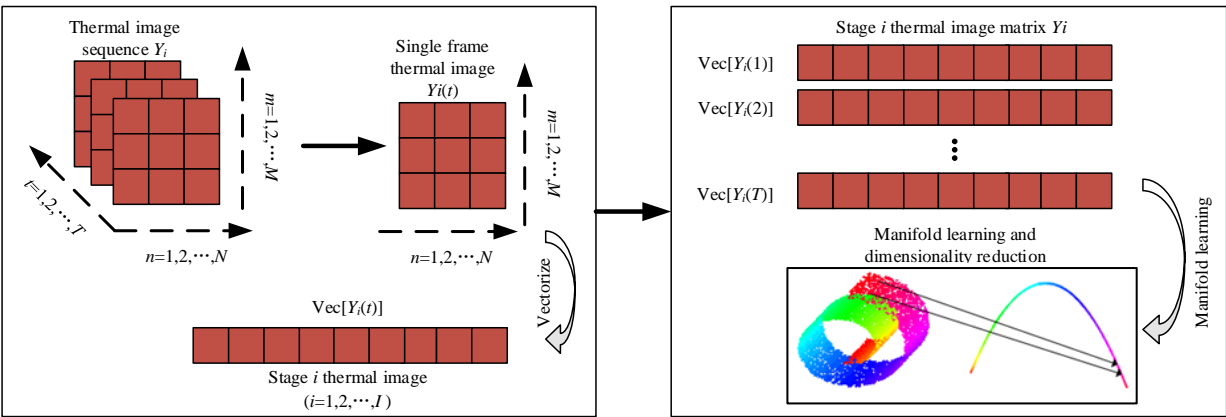 Thermal image
sequence Yi
m=1,2,⋯,M
t=1,2,⋯,T
n=1,2,⋯,N
Single frame
thermal image
Yi(t)
m=1,2,⋯,M
n=1,2,⋯,N
Vectorize
Vec[Yi(t)]
Stage i thermal image
(i=1,2,⋯,I )
Stage i thermal image matrix Yi
Vec[Yi(1)]
Vec[Yi(2)]
Vec[Yi(T)]
Manifold learning and
dimensionality reduction
Manifold learning